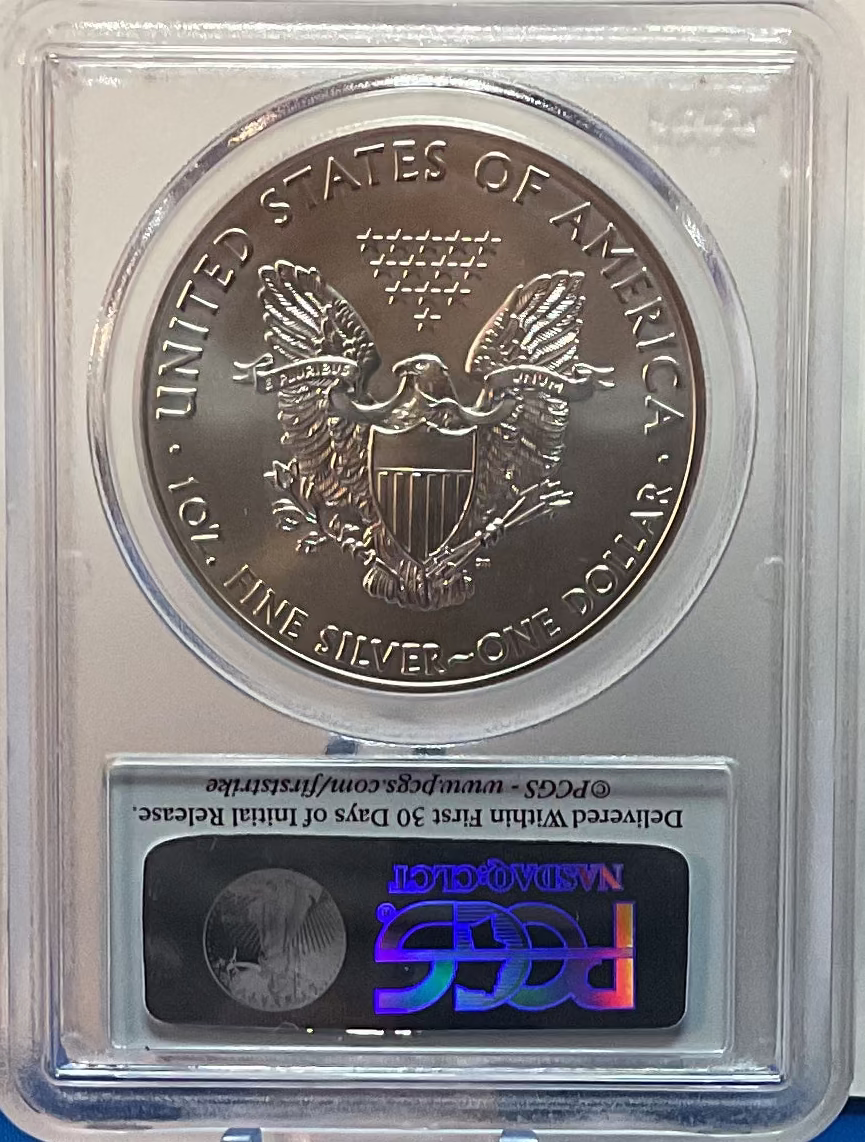 UNITED STATES OF AMERICA
E PLURIBUS
UNUM
· 1 OZ. FINE SILVER~ONE DOLLAR ·
Delivered Within First 30 Days of Initial Release.
©PCGS - www.pcgs.com/firststrike
PCGS®
NASDAQ:CLCT